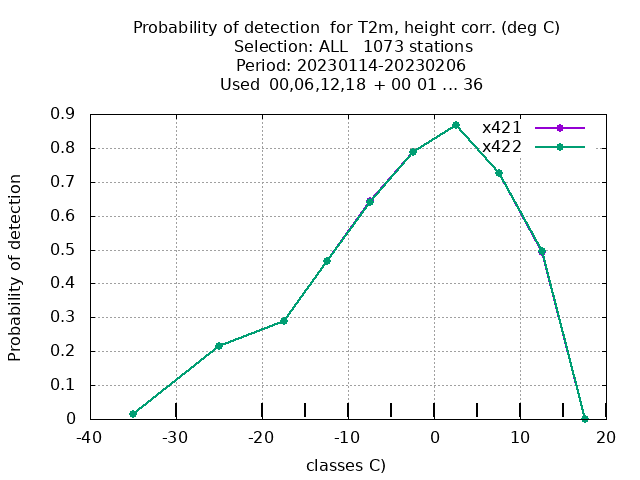 Probability of detection  for T2m, height corr. (deg C)
Selection: ALL   1073 stations
Period: 20230114-20230206
Used  00,06,12,18  + 00 01 ... 36
x421
x422
Probability of detection
0.9
0.8
0.7
0.6
0.5
0.4
0.3
0.2
0.1
0
-40 -30 -20 -10 0 10 20
classes C)